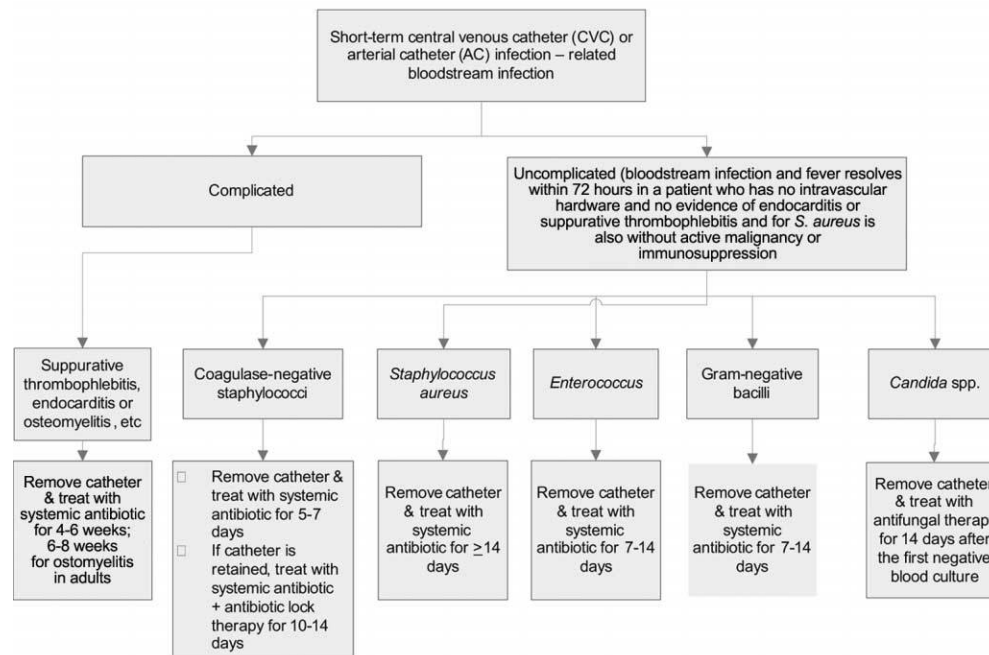 Short-term central venous catheter (CVC) or
arterial catheter (AC) infection – related
bloodstream infection
Complicated
Uncomplicated (bloodstream infection and fever resolves
within 72 hours in a patient who has no intravascular
hardware and no evidence of endocarditis or
suppurative thrombophlebitis and for S. aureus is
also without active malignancy or
immunosuppression
Suppurative
thrombophlebitis,
endocarditis or
osteomyelitis , etc
Coagulase-negative
staphylococci
Staphylococcus
aureus
Enterococcus
Gram-negative
bacilli
Candida spp.
Remove catheter
& treat with
systemic antibiotic
for 4-6 weeks;
6-8 weeks
for ostomyelitis
in adults
Remove catheter &
treat with systemic
antibiotic for 5-7
days
If catheter is
retained, treat with
systemic antibiotic
+ antibiotic lock
therapy for 10-14
days
Remove catheter
& treat with
systemic
antibiotic for ≥14
days
Remove catheter
& treat with
systemic
antibiotic for 7-14
days
Remove catheter
& treat with
systemic
antibiotic for 7-14
days
Remove catheter
& treat with
antifungal therap
for 14 days after
the first negative
blood culture